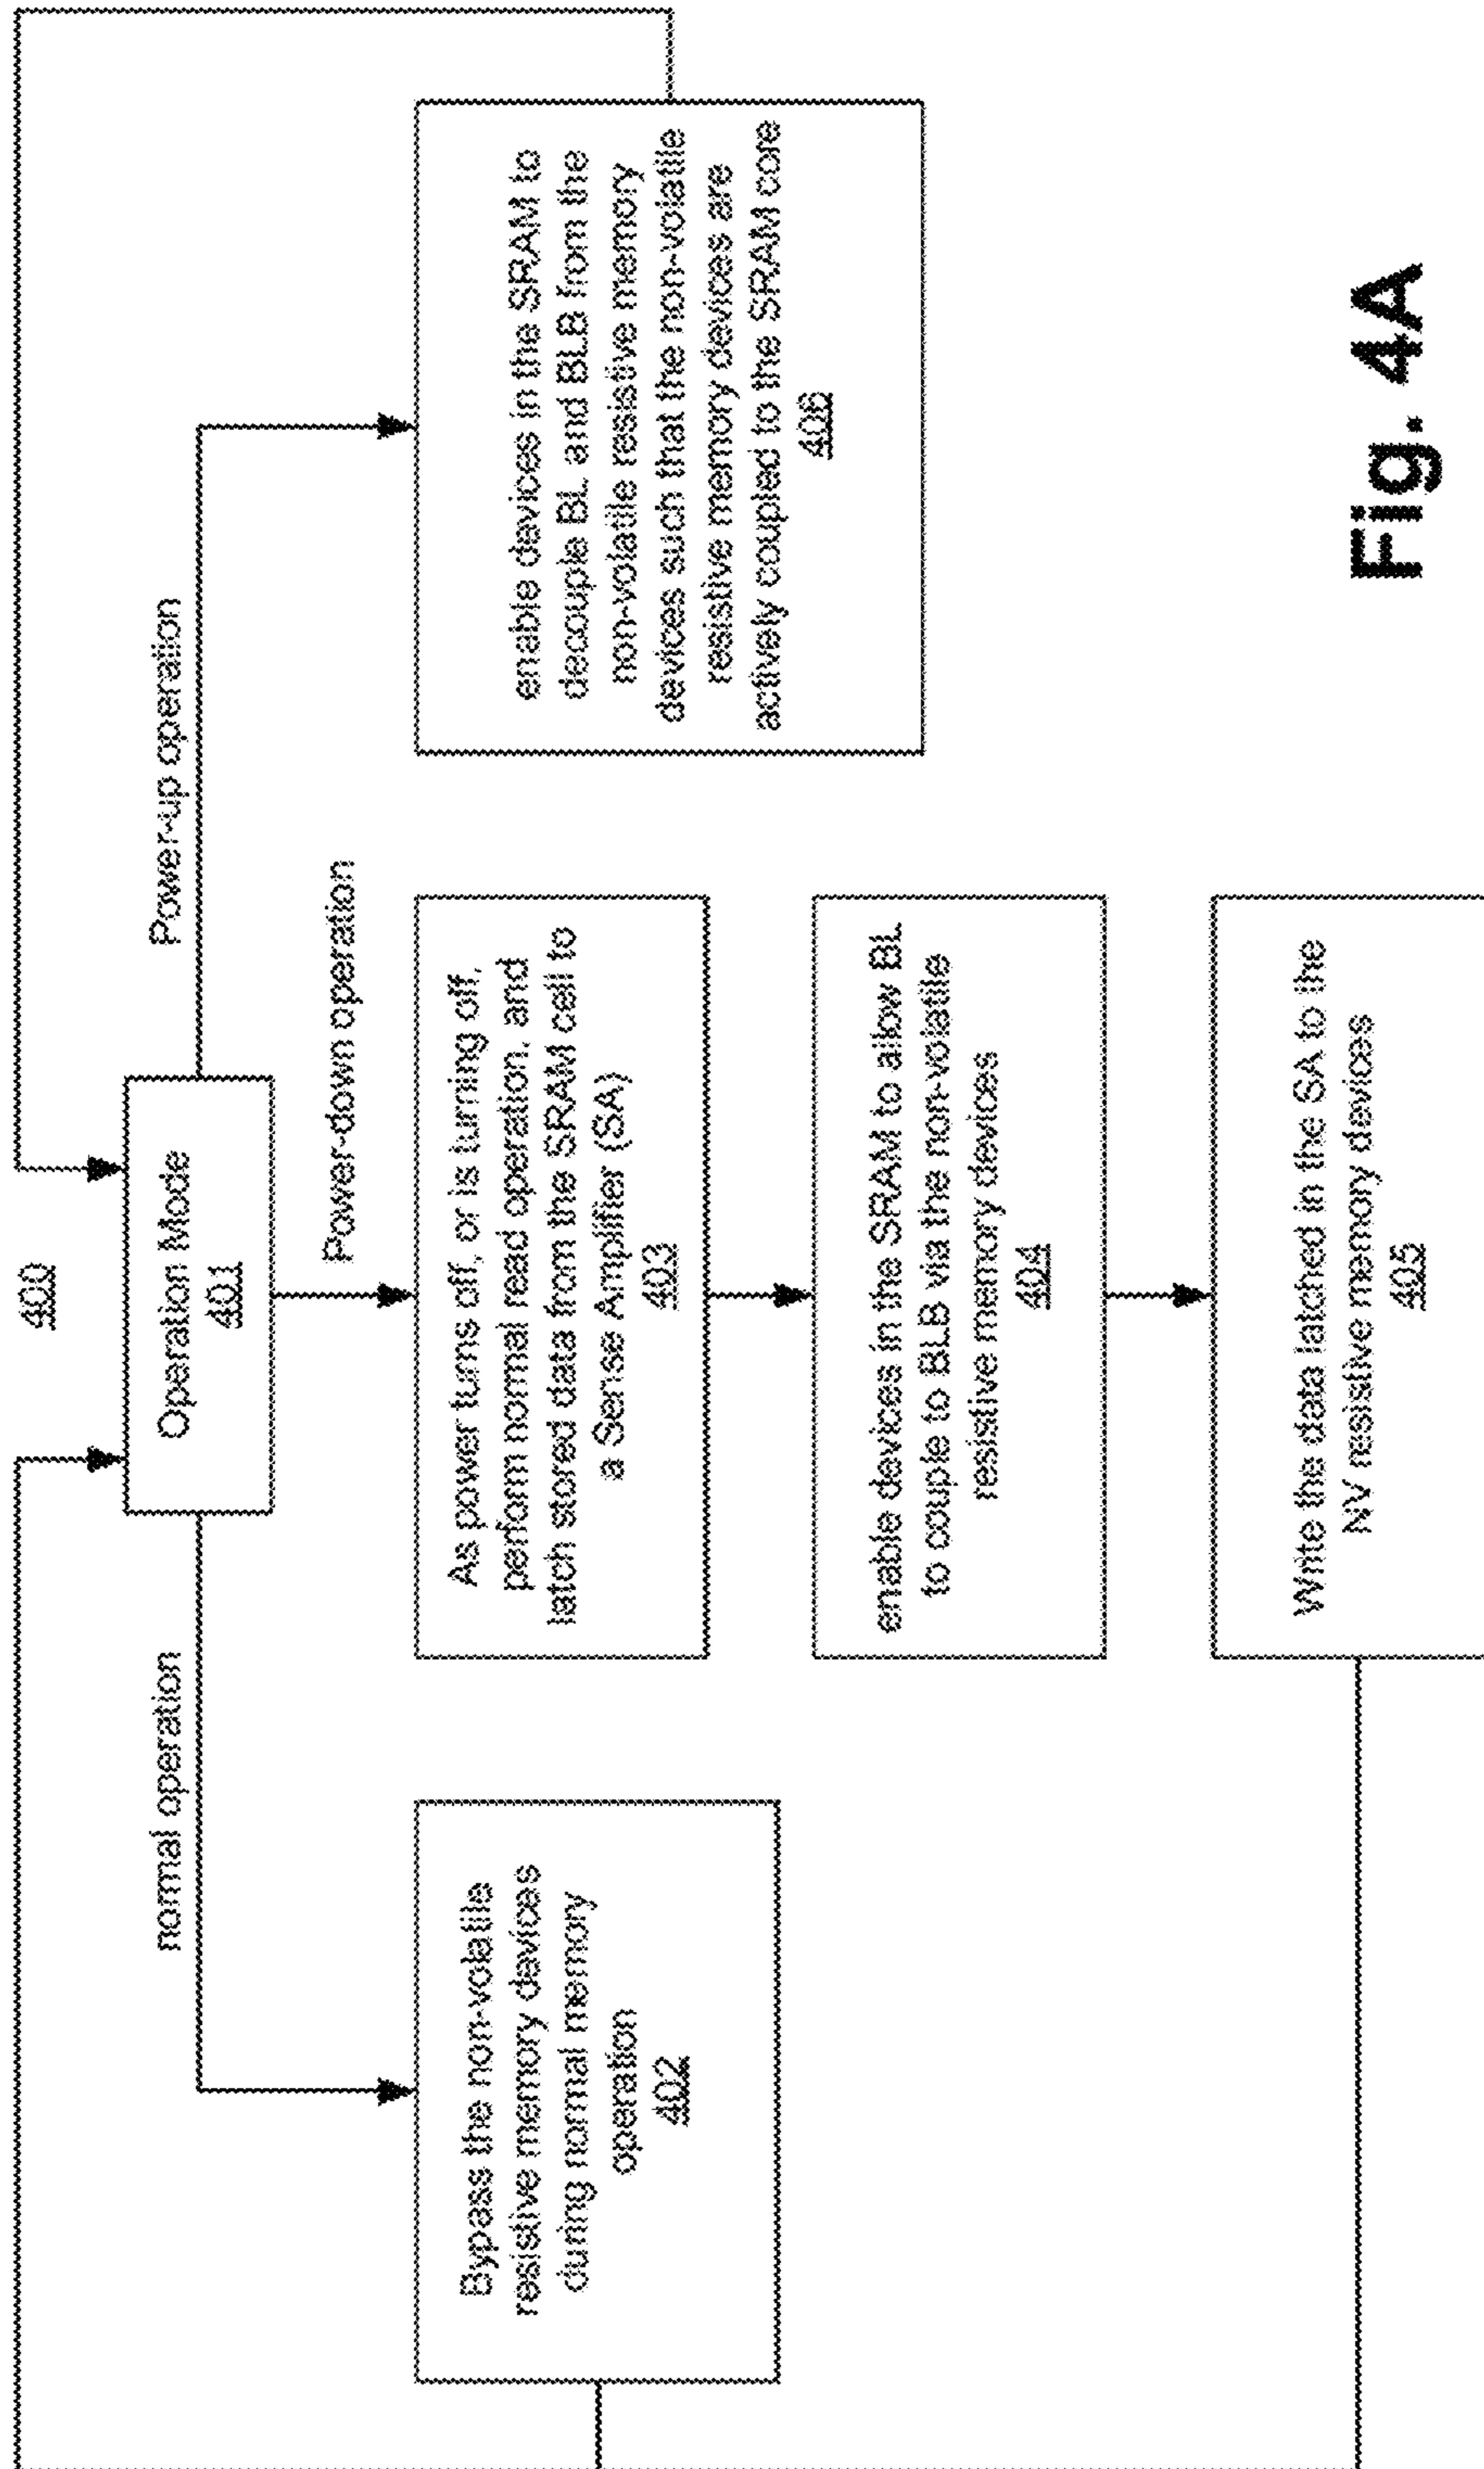 400
Operation Mode
401
normal operation
Power-down operation
Power-up operation
Bypass the non-volatile
resistive memory devices
during normal memory
operation
402
As power turns off, or is turning off,
perform normal read operation, and
latch stored data from the SRAM cell to
a Sense Amplifier (SA)
403
enable devices in the SRAM to allow BL
to couple to BLB via the non-volatile
resistive memory devices
404
Write the data latched in the SA to the
NV resistive memory devices
405
enable devices in the SRAM to
decouple BL and BLB from the
non-volatile resistive memory
devices such that the non-volatile
resistive memory devices are
actively coupled to the SRAM core
406
Fig. 4A